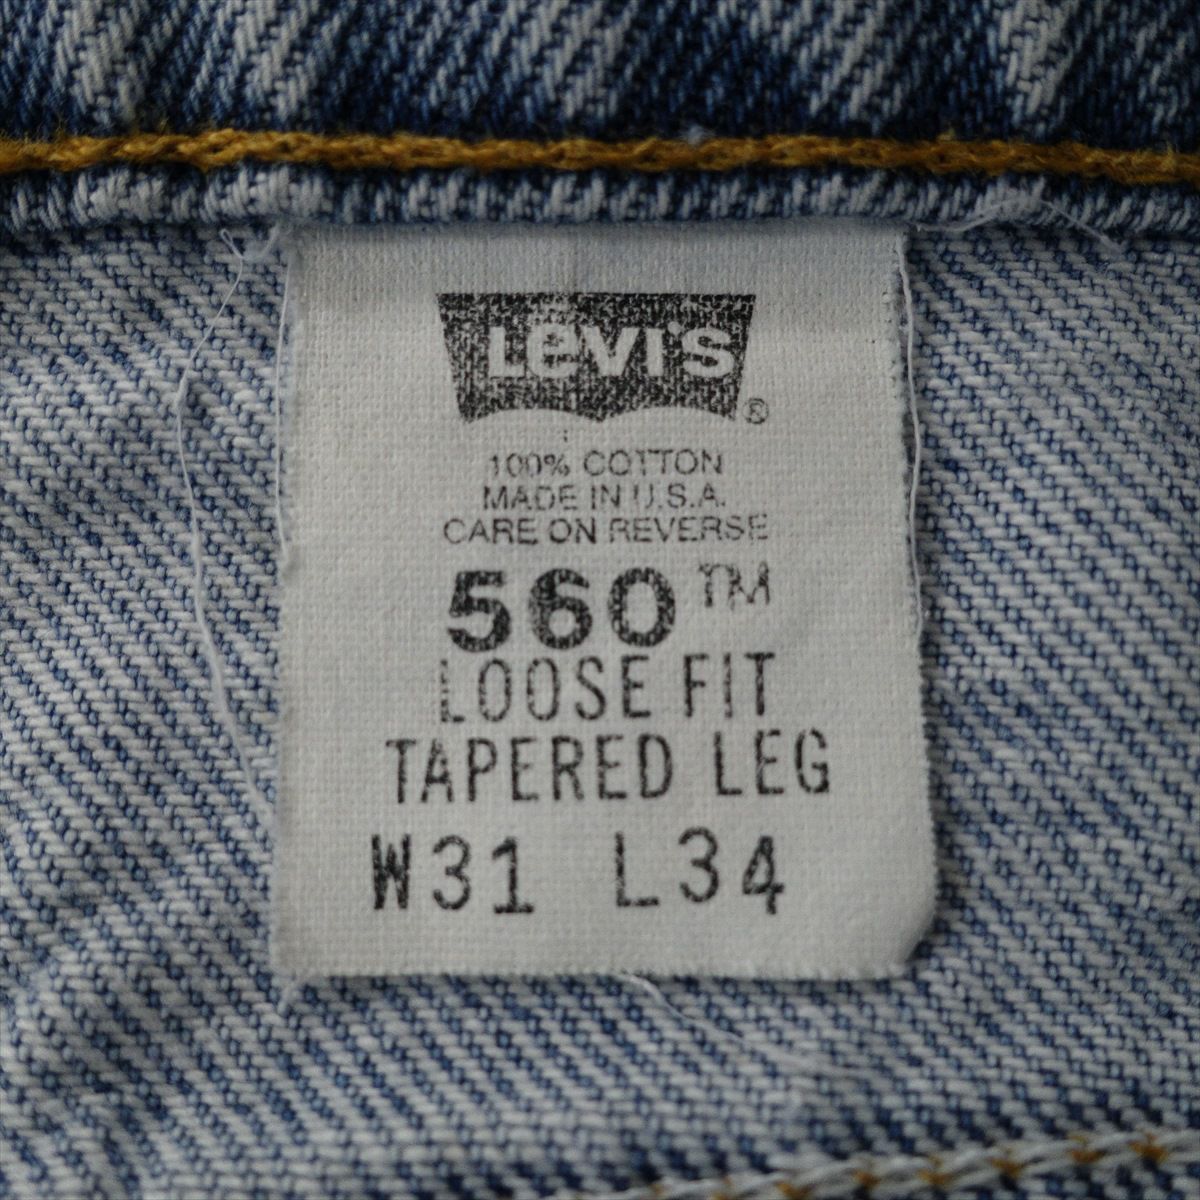 Levi's®
100% COTTON
MADE IN U.S.A.
CARE ON REVERSE
560™
LOOSE FIT
TAPERED LEG
W31 L34